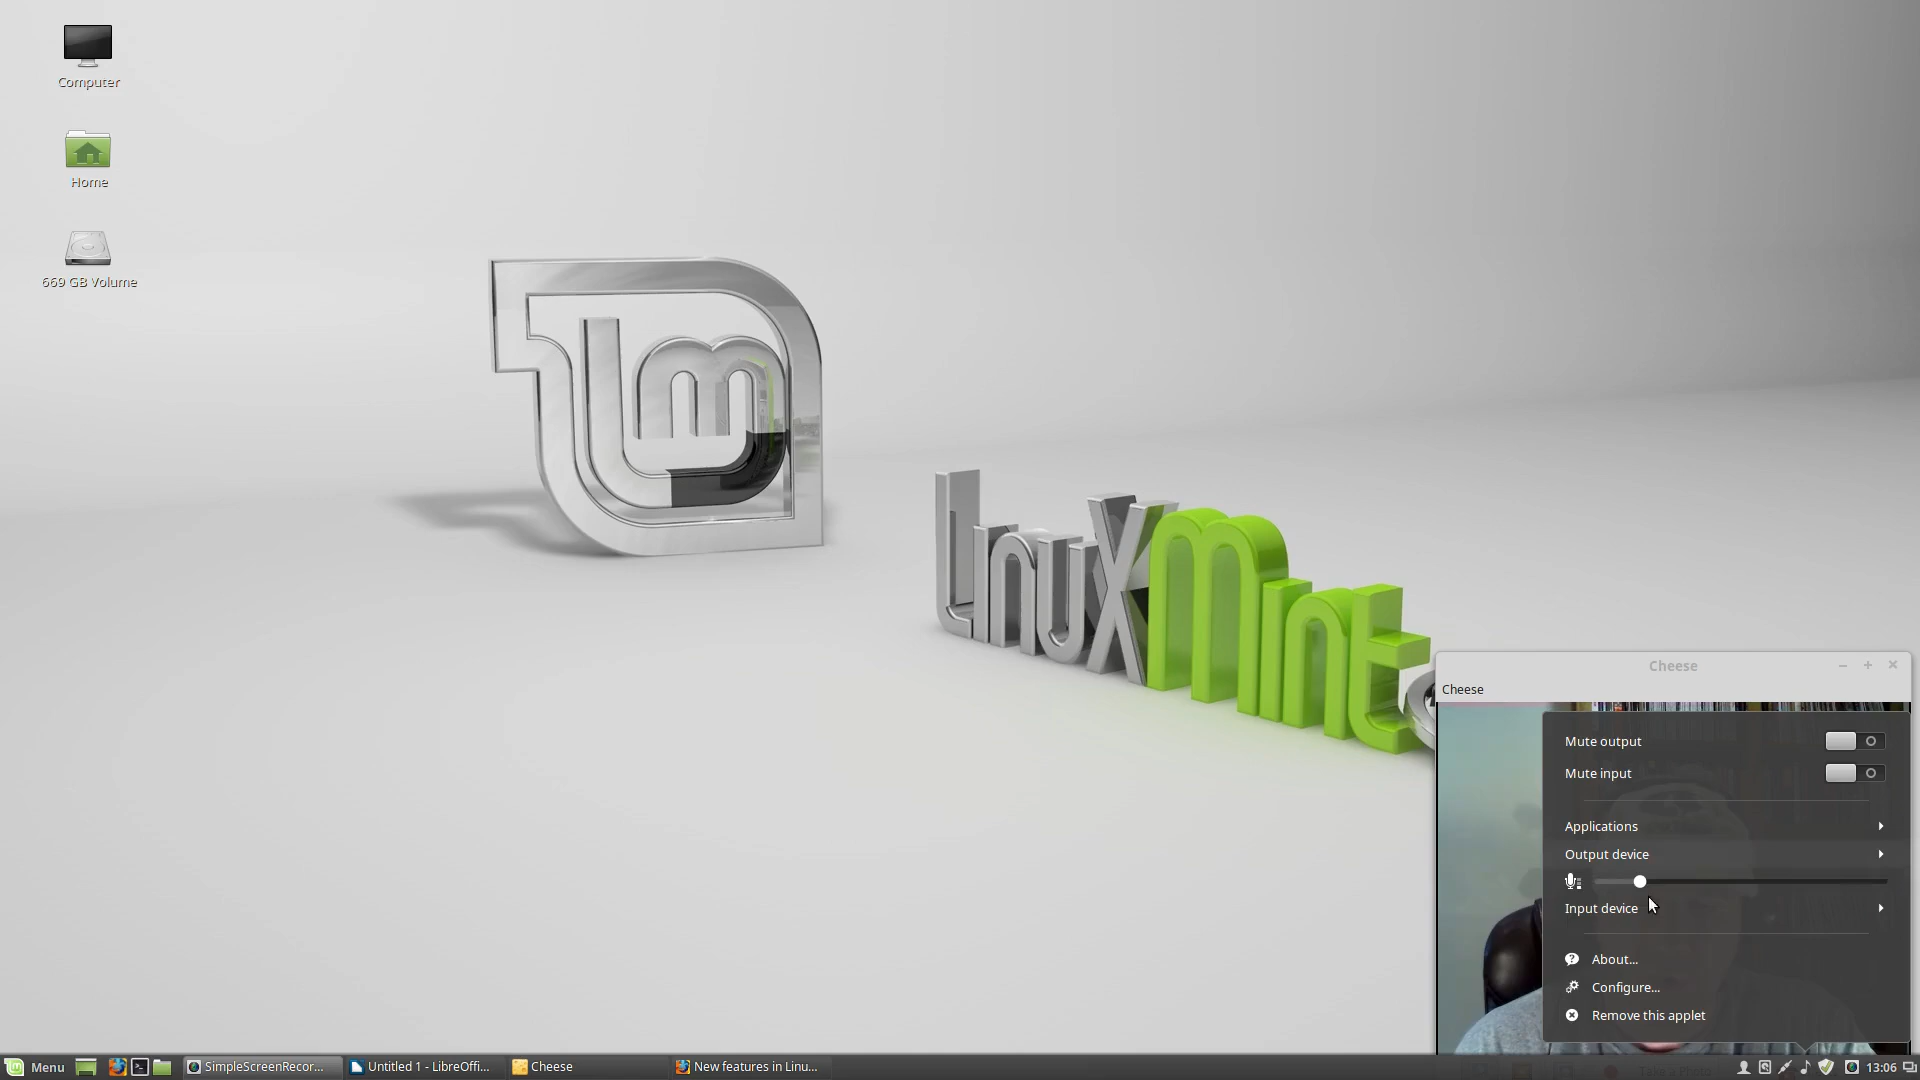 Computer
Home
669 GB Volume
LinuxMint
Cheese
Cheese
Mute output
Mute input
Applications
Output device
Input device
About...
Configure...
Remove this applet
Menu
SimpleScreenRecor...
Untitled 1 - LibreOffi...
Cheese
New features in Linu...
13:06